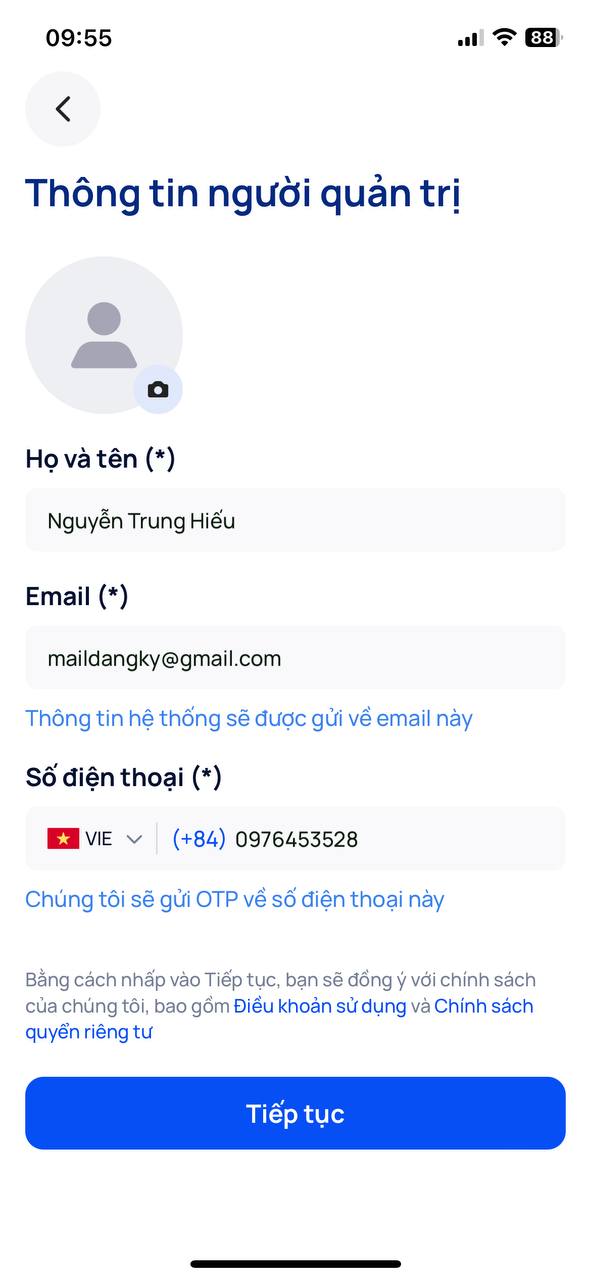 09:55
88
Thông tin người quản trị
Họ và tên (*)
Nguyễn Trung Hiếu
Email (*)
maildangky@gmail.com
Thông tin hệ thống sẽ được gửi về email này
Số điện thoại (*)
VIE (+84) 0976453528
Chúng tôi sẽ gửi OTP về số điện thoại này
Bằng cách nhấp vào Tiếp tục, bạn sẽ đồng ý với chính sách
của chúng tôi, bao gồm Điều khoản sử dụng và Chính sách
quyển riêng tư
Tiếp tục